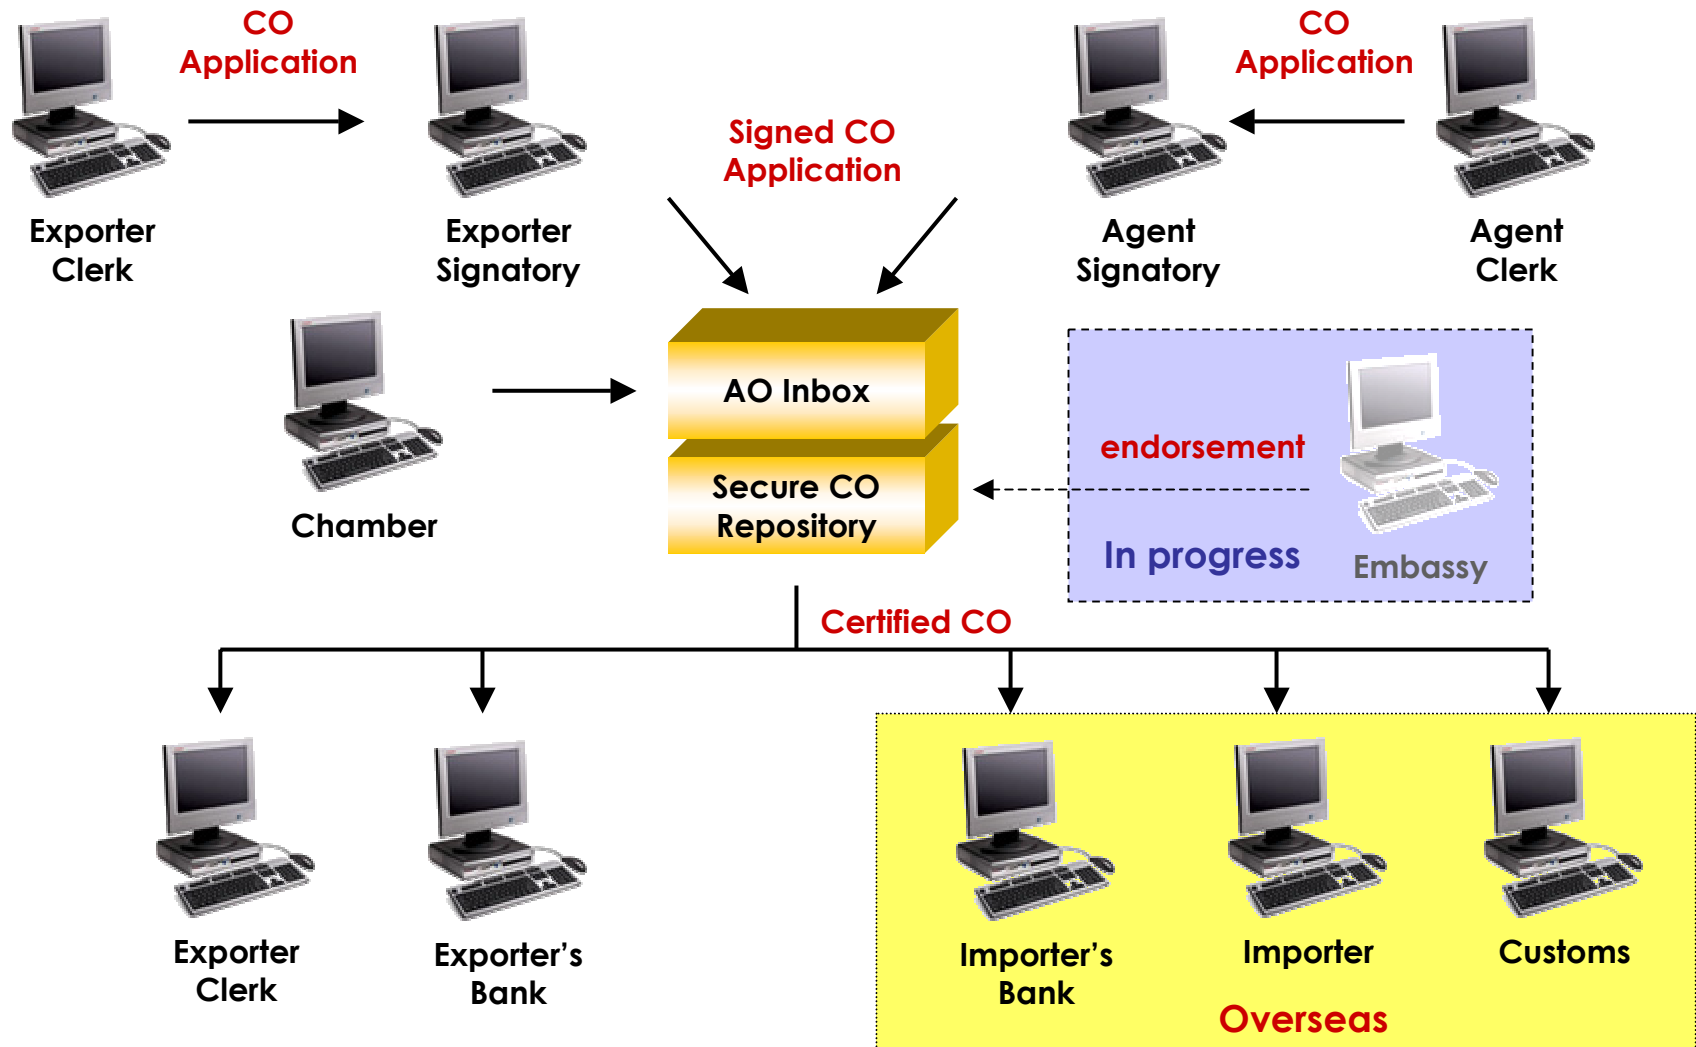 CO
Application
CO
Application
Signed CO
Application
Exporter
Clerk
Exporter
Signatory
Agent
Signatory
Agent
Clerk
AO Inbox
endorsement
Secure CO
Repository
Chamber
In progress
Embassy
Certified CO
Exporter
Clerk
Exporter’s
Bank
Importer’s
Bank
Importer
Customs
Overseas